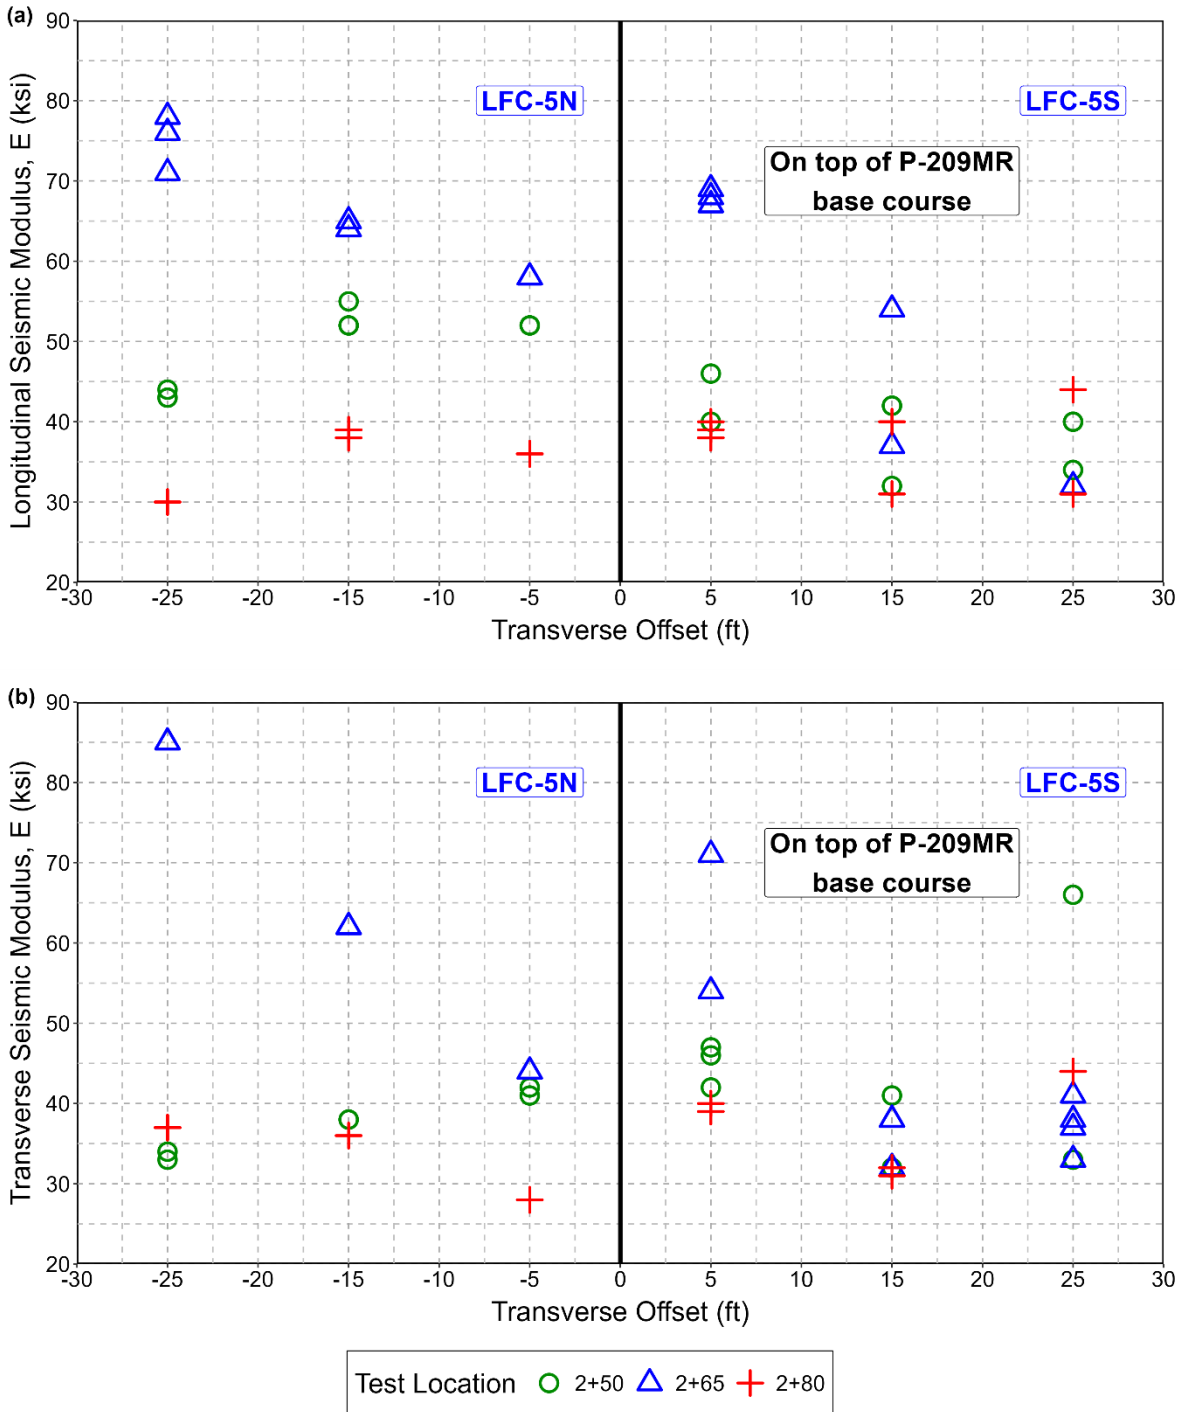 (a)
Longitudinal Seismic Modulus, E (ksi)
90
80
70
60
50
40
30
20
LFC-5N
LFC-5S
On top of P-209MR
base course
-30 -25 -20 -15 -10 -5 0 5 10 15 20 25 30
Transverse Offset (ft)
(b)
Transverse Seismic Modulus, E (ksi)
90
80
70
60
50
40
30
20
LFC-5N
LFC-5S
On top of P-209MR
base course
-30 -25 -20 -15 -10 -5 0 5 10 15 20 25 30
Transverse Offset (ft)
Test Location 2+50 2+65 2+80